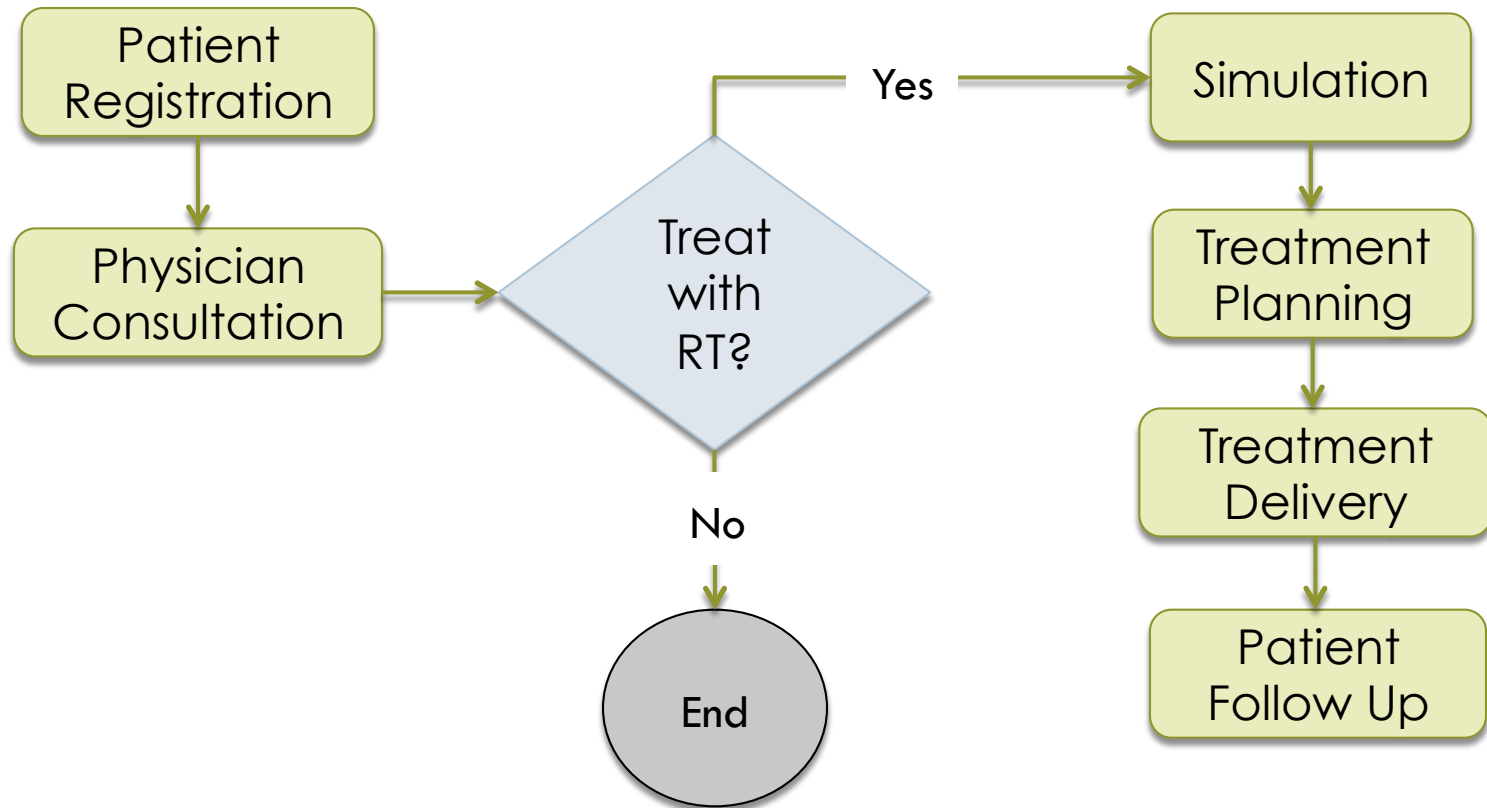 Patient
Registration
Physician
Consultation
Treat
with
RT?
Yes
No
End
Simulation
Treatment
Planning
Treatment
Delivery
Patient
Follow Up